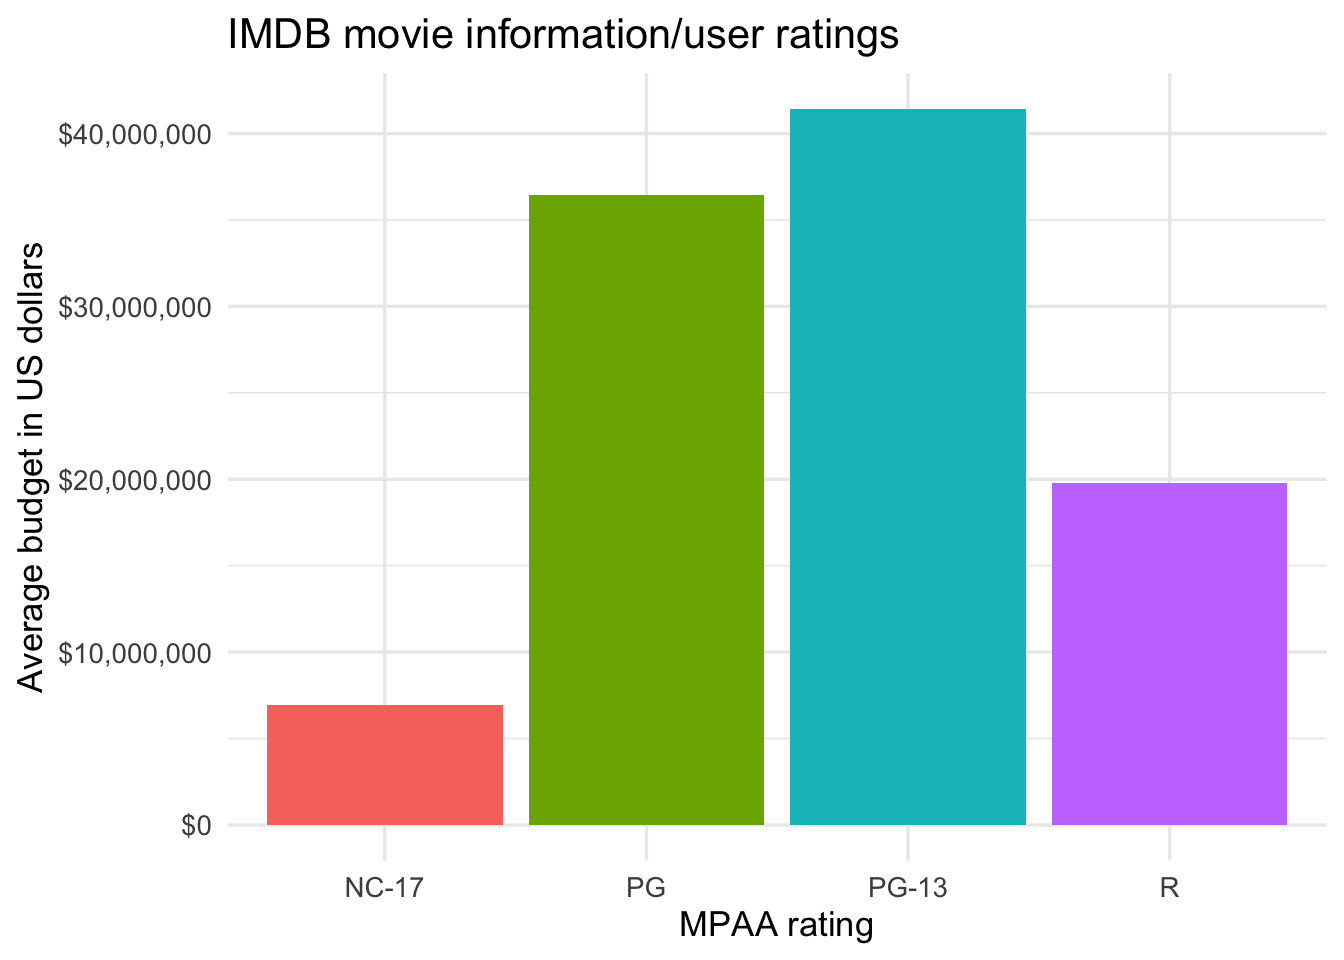 IMDB movie information/user ratings
Average budget in US dollars
$40,000,000
$30,000,000
$20,000,000
$10,000,000
$0
NC-17
PG
PG-13
R
MPAA rating